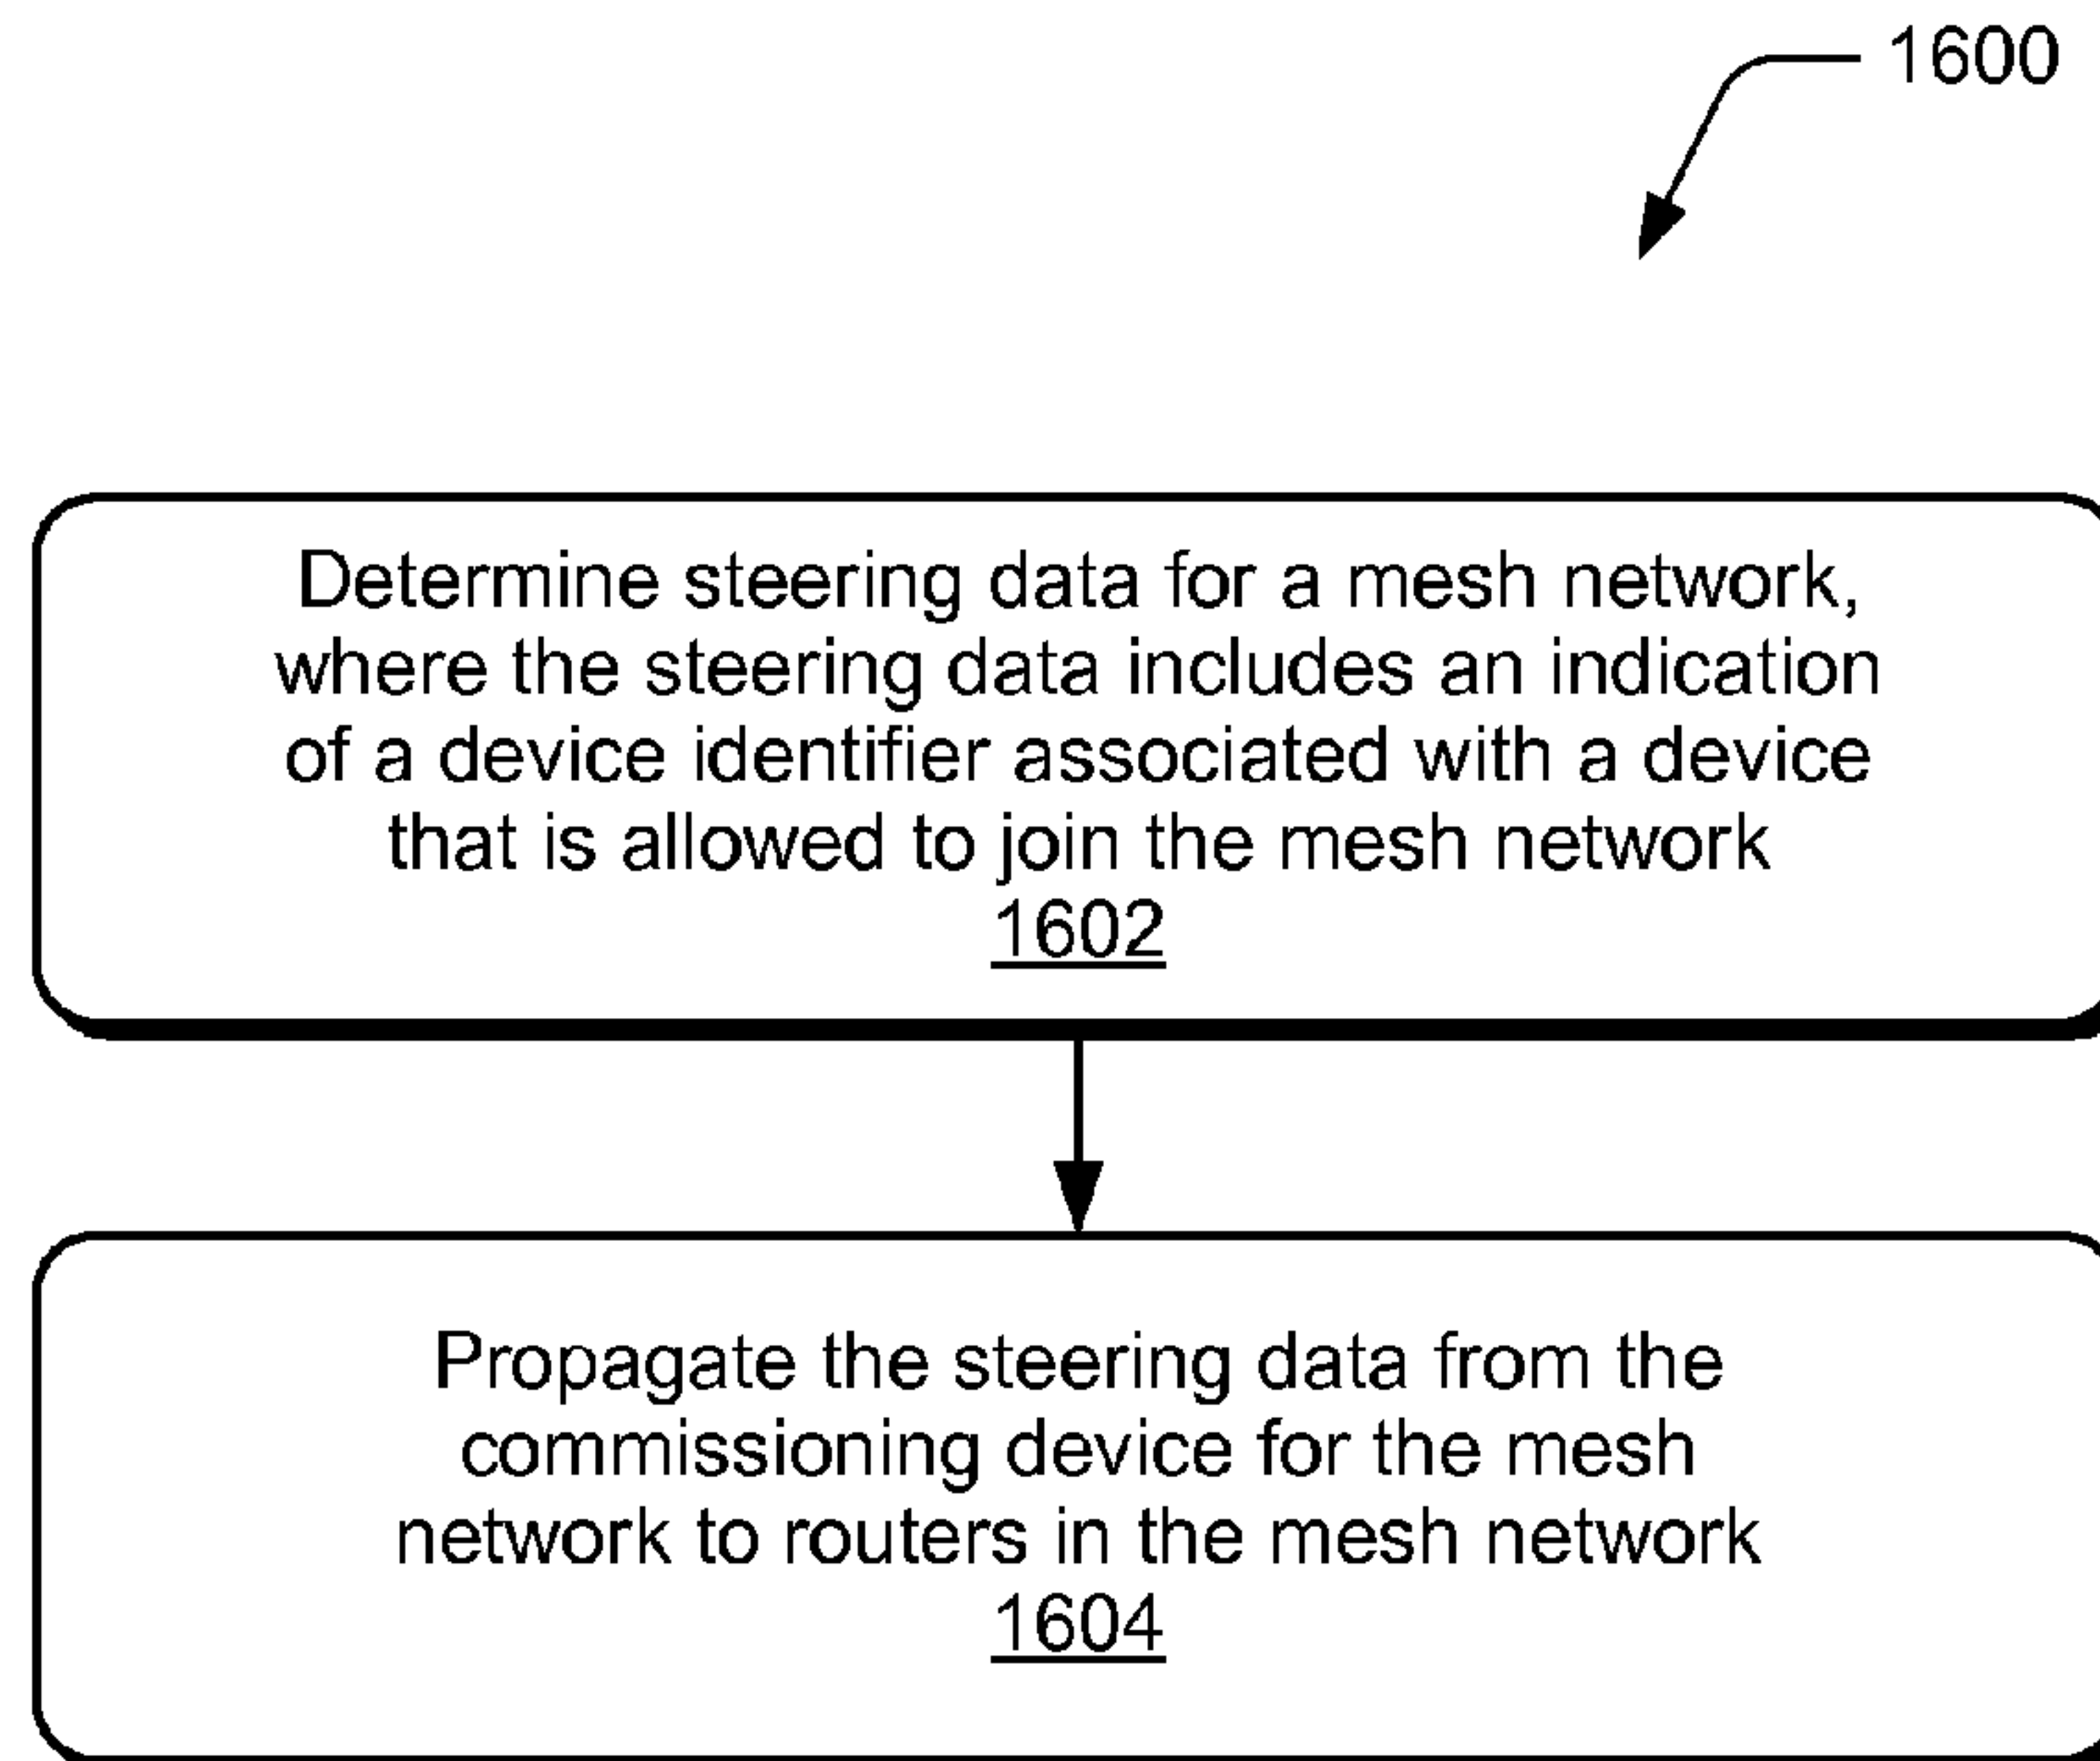 1600
Determine steering data for a mesh network,
where the steering data includes an indication
of a device identifier associated with a device
that is allowed to join the mesh network
1602
Propagate the steering data from the
commissioning device for the mesh
network to routers in the mesh network
1604